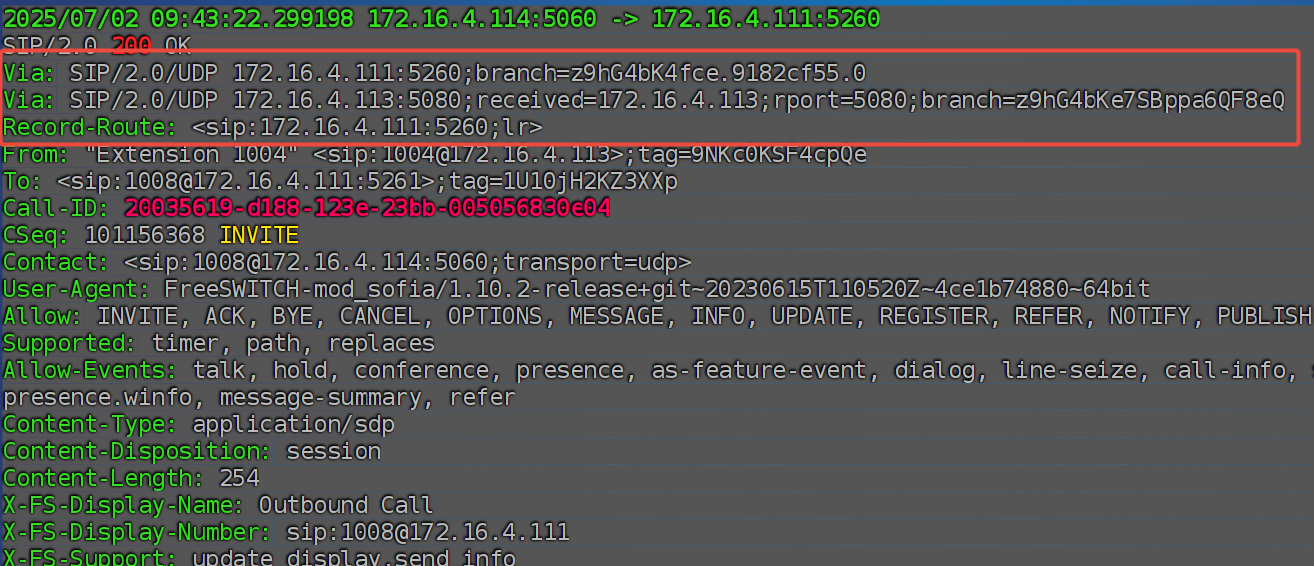 2025/07/02 09:43:22.299198 172.16.4.114:5060 -> 172.16.4.111:5260
SIP/2.0 200 OK
Via: SIP/2.0/UDP 172.16.4.111:5260;branch=z9hG4bK4fce.9182cf55.0
Via: SIP/2.0/UDP 172.16.4.113:5080;received=172.16.4.113;rport=5080;branch=z9hG4bKe7SBppa6QF8eQ
Record-Route: <sip:172.16.4.111:5260;lr>
From: "Extension 1004" <sip:1004@172.16.4.113>;tag=9NKc0KSF4cpQe
To: <sip:1008@172.16.4.111:5261>;tag=1U10jH2KZ3XXp
Call-ID: 20035619-d188-123e-23bb-005056830e04
CSeq: 101156368 INVITE
Contact: <sip:1008@172.16.4.114:5060;transport=udp>
User-Agent: FreeSWITCH-mod_sofia/1.10.2-release+git~20230615T110520Z~4ce1b74880~64bit
Allow: INVITE, ACK, BYE, CANCEL, OPTIONS, MESSAGE, INFO, UPDATE, REGISTER, REFER, NOTIFY, PUBLISH
Supported: timer, path, replaces
Allow-Events: talk, hold, conference, presence, as-feature-event, dialog, line-seize, call-info,
presence.winfo, message-summary, refer
Content-Type: application/sdp
Content-Disposition: session
Content-Length: 254
X-FS-Display-Name: Outbound Call
X-FS-Display-Number: sip:1008@172.16.4.111
X-FS-Support: update_display,send_info